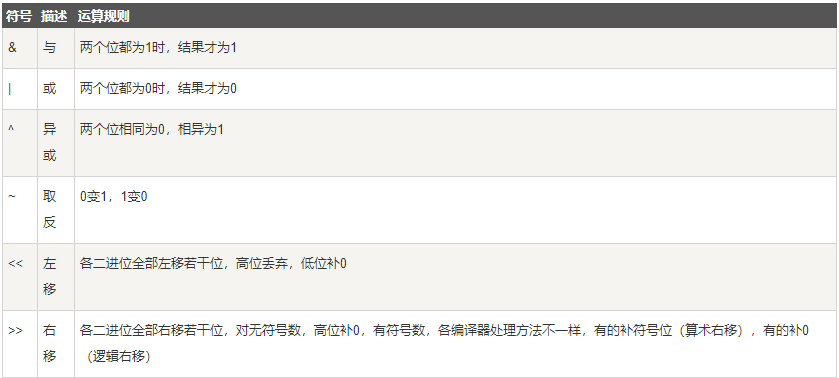 符号 描述 运算规则
& 与 两个位都为1时，结果才为1
| 或 两个位都为0时，结果才为0
^ 异或 两个位相同为0，相异为1
~ 取反 0变1，1变0
<< 左移 各二进位全部左移若干位，高位丢弃，低位补0
>> 右移 各二进位全部右移若干位，对无符号数，高位补0，有符号数，各编译器处理方法不一样，有的补符号位（算术右移），有的补0
（逻辑右移）